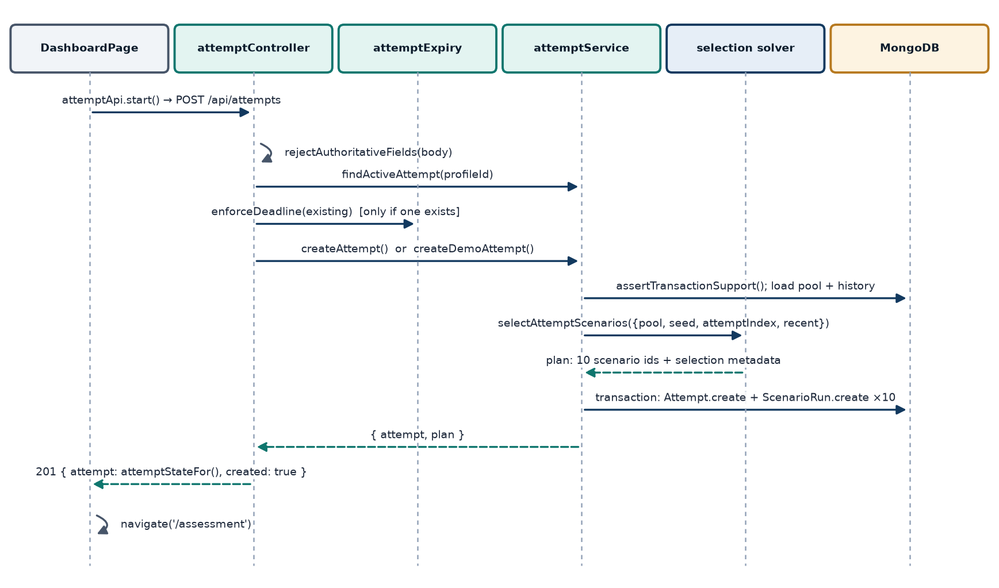 DashboardPage
attemptController
attemptExpiry
attemptService
selection solver
MongoDB
attemptApi.start() → POST /api/attempts
rejectAuthoritativeFields(body)
findActiveAttempt(profileId)
enforceDeadline(existing)  [only if one exists]
createAttempt()  or  createDemoAttempt()
assertTransactionSupport(); load pool + history
selectAttemptScenarios({pool, seed, attemptIndex, recent})
plan: 10 scenario ids + selection metadata
transaction: Attempt.create + ScenarioRun.create ×10
{ attempt, plan }
201 { attempt: attemptStateFor(), created: true }
navigate('/assessment')